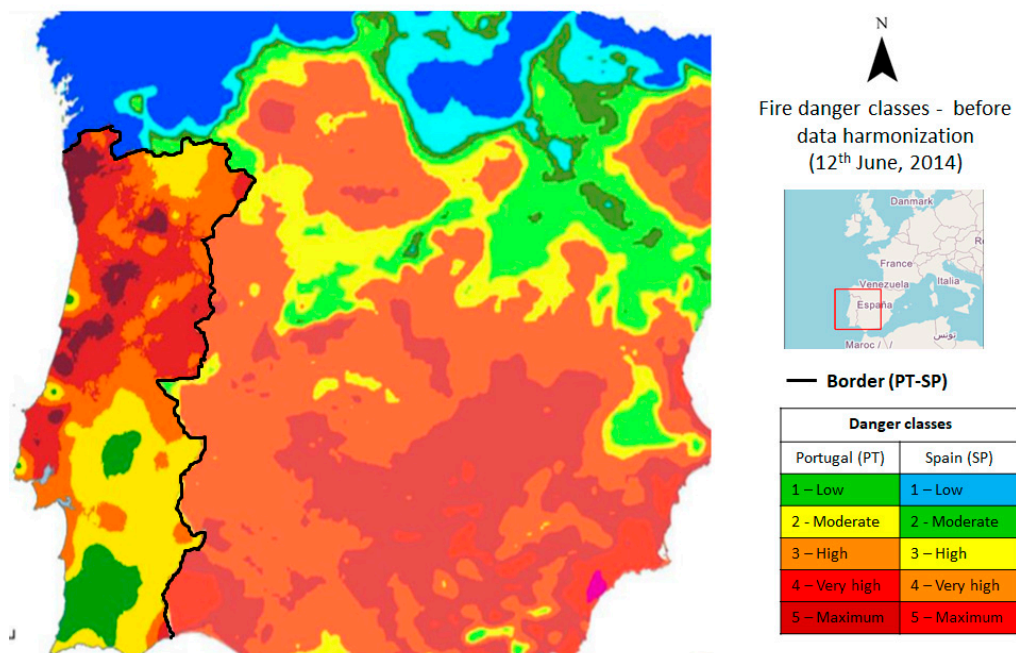 N
Fire danger classes - before
data harmonization
(12th June, 2014)
Danmark
France
Venezuela
Italia
España
Maroc /
تونس
Border (PT-SP)
Danger classes
Portugal (PT) Spain (SP)
1 – Low 1 – Low
2 - Moderate 2 - Moderate
3 – High 3 – High
4 – Very high 4 – Very high
5 – Maximum 5 – Maximum